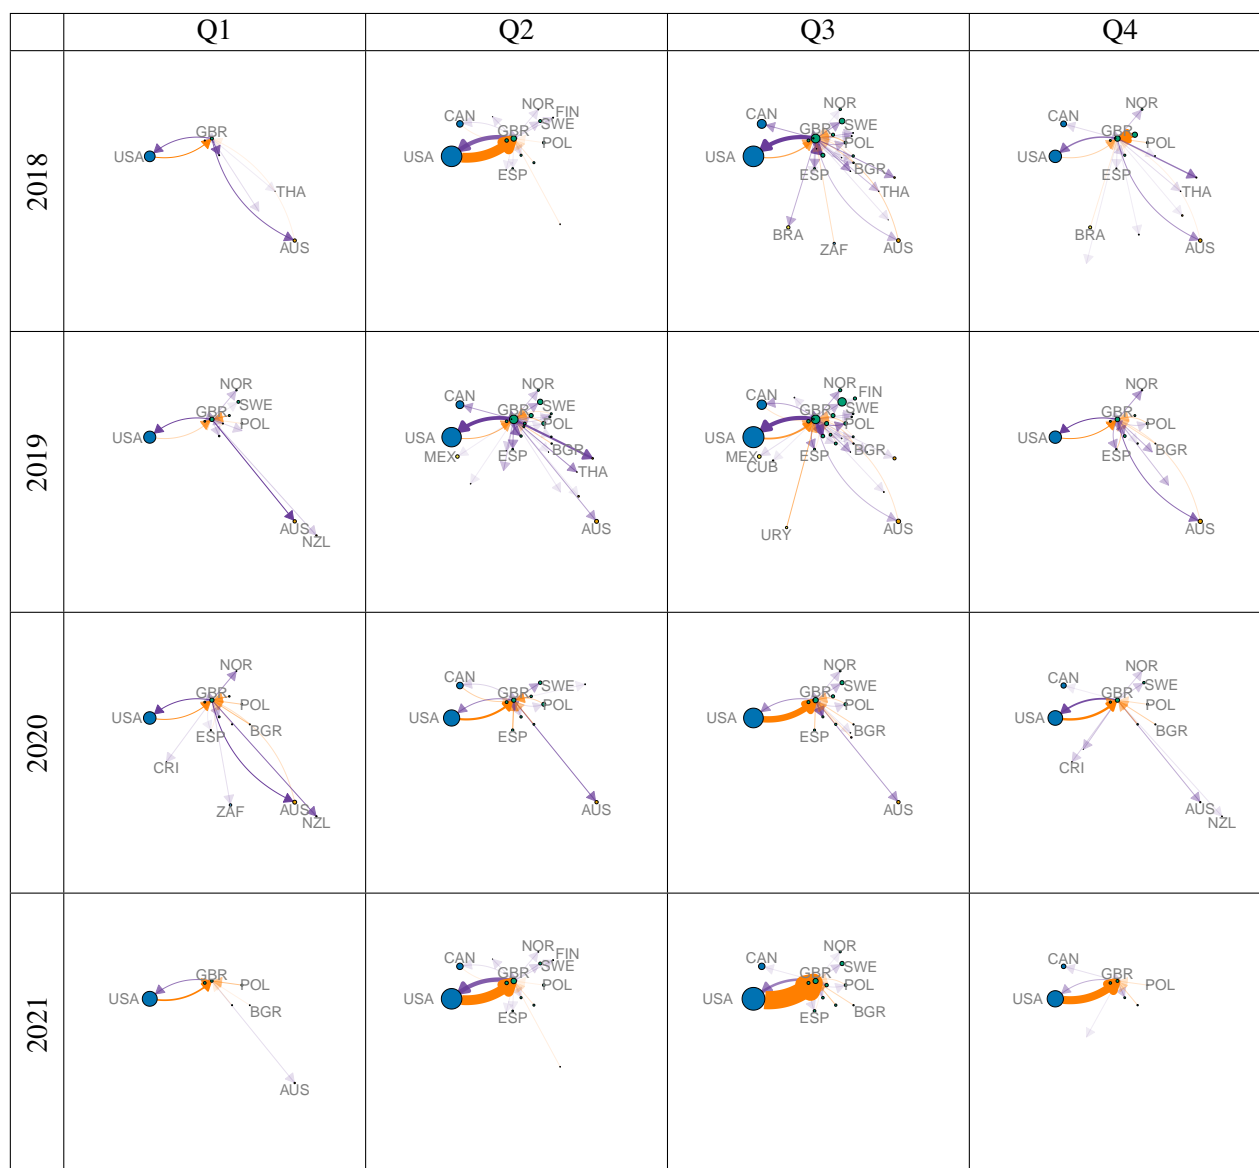 Q1 Q2 Q3 Q4
2018
GBR
USA
THA
AUS
NOR
CAN
FIN
GBR SWE
POL
USA
ESP
NOR
CAN
GBR SWE
POL
USA
BGR
ESP
THA
BRA
ZAF
AUS
NOR
CAN
GBR
POL
USA
ESP
THA
BRA
AUS
2019
NOR
SWE
GBR
POL
USA
AUS
NZL
NOR
CAN
GBR SWE
POL
USA
MEX
ESP
BGR
THA
AUS
NOR
FIN
CAN
GBR SWE
POL
USA
MEX
ESP
BGR
CUB
URY
AUS
NOR
GBR
POL
USA
ESP
BGR
AUS
2020
NOR
GBR
POL
USA
ESP
BGR
CRI
ZAF
AUS
NZL
CAN
SWE
GBR
POL
USA
ESP
AUS
NOR
SWE
GBR
POL
USA
ESP
BGR
AUS
NOR
CAN
SWE
GBR
POL
USA
BGR
CRI
AUS
NZL
2021
GBR
POL
USA
BGR
AUS
NOR
FIN
CAN
SWE
GBR
POL
USA
ESP
NOR
CAN
GBR SWE
POL
USA
ESP
BGR
CAN
GBR
POL
USA